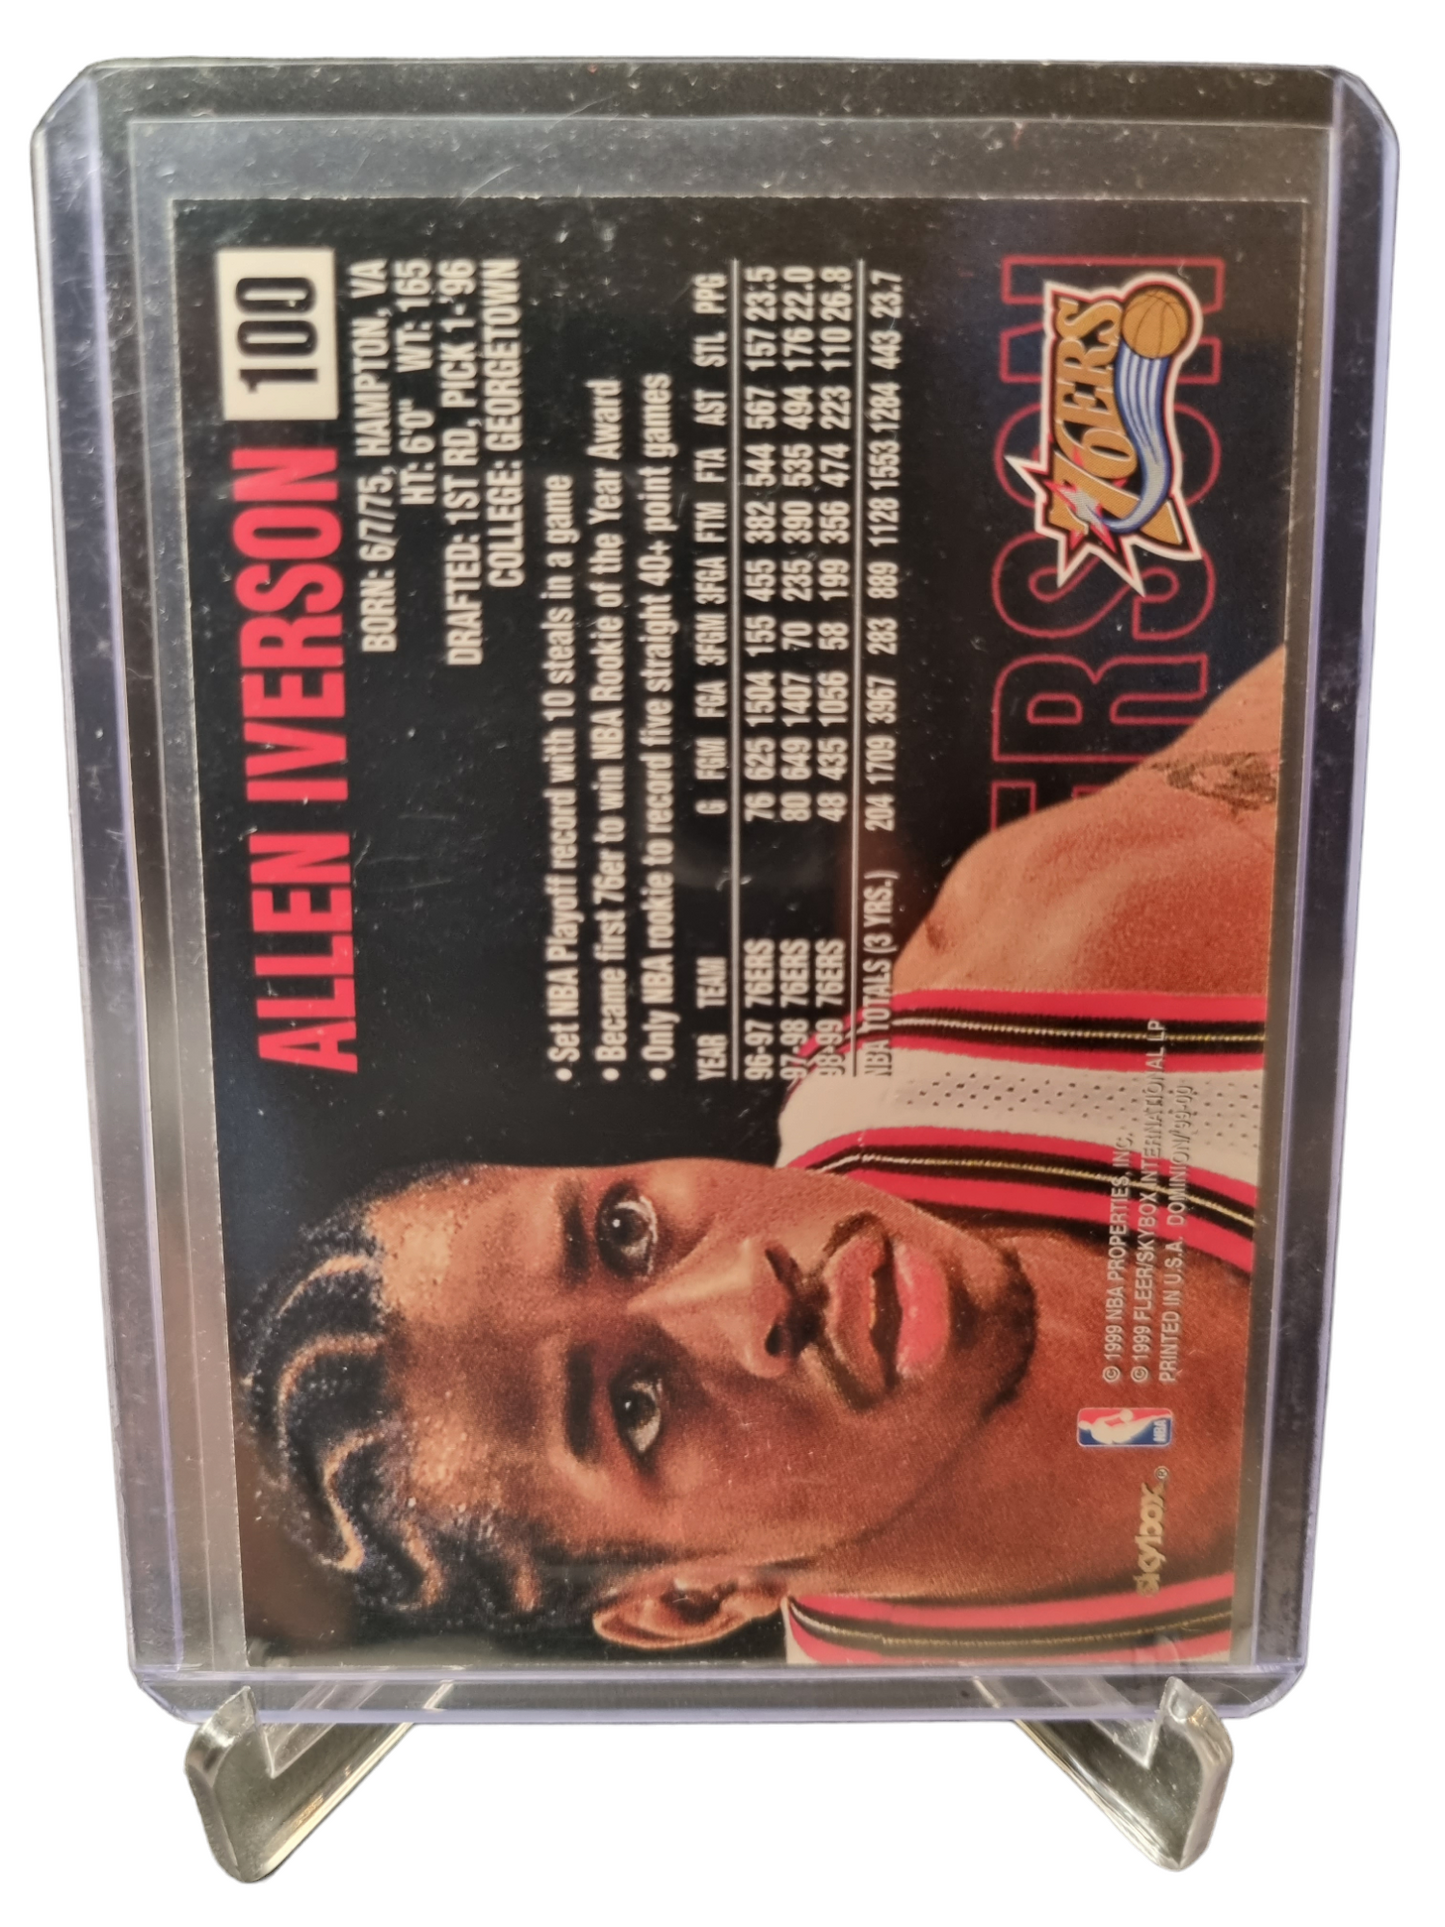 ALLEN IVERSON 100
BORN: 6/7/75, HAMPTON, VA
HT: 6'0" WT: 165
DRAFTED: 1ST RD, PICK 1-'96
COLLEGE: GEORGETOWN
• Set NBA Playoff record with 10 steals in a game
• Became first 76er to win NBA Rookie of the Year Award
• Only NBA rookie to record five straight 40+ point games
YEAR TEAM G FGM FGA 3FGM 3FGA FTM FTA AST STL PPG
96-97 76ERS 76 625 1504 155 455 382 544 567 157 23.5
97-98 76ERS 80 649 1407 70 235 390 535 494 176 22.0
98-99 76ERS 48 435 1056 58 199 356 474 223 110 26.8
NBA TOTALS (3 YRS.) 204 1709 3967 283 889 1128 1553 1284 443 23.7
ERSON
76ERS
© 1999 NBA PROPERTIES, INC.
© 1999 FLEER/SKYBOX INTERNATIONAL LP
PRINTED IN U.S.A. DOMINION/'99-00
NBA
skybox®